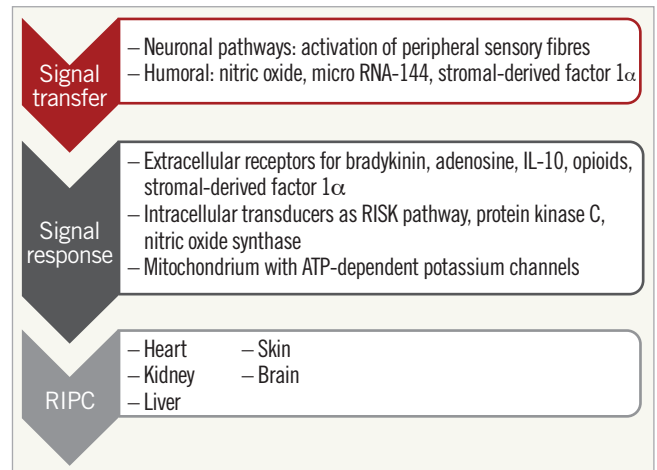 Signal
transfer
– Neuronal pathways: activation of peripheral sensory fibres
– Humoral: nitric oxide, micro RNA-144, stromal-derived factor 1α
Signal
response
– Extracellular receptors for bradykinin, adenosine, IL-10, opioids,
stromal-derived factor 1α
– Intracellular transducers as RISK pathway, protein kinase C,
nitric oxide synthase
– Mitochondrium with ATP-dependent potassium channels
RIPC
– Heart – Skin
– Kidney – Brain
– Liver